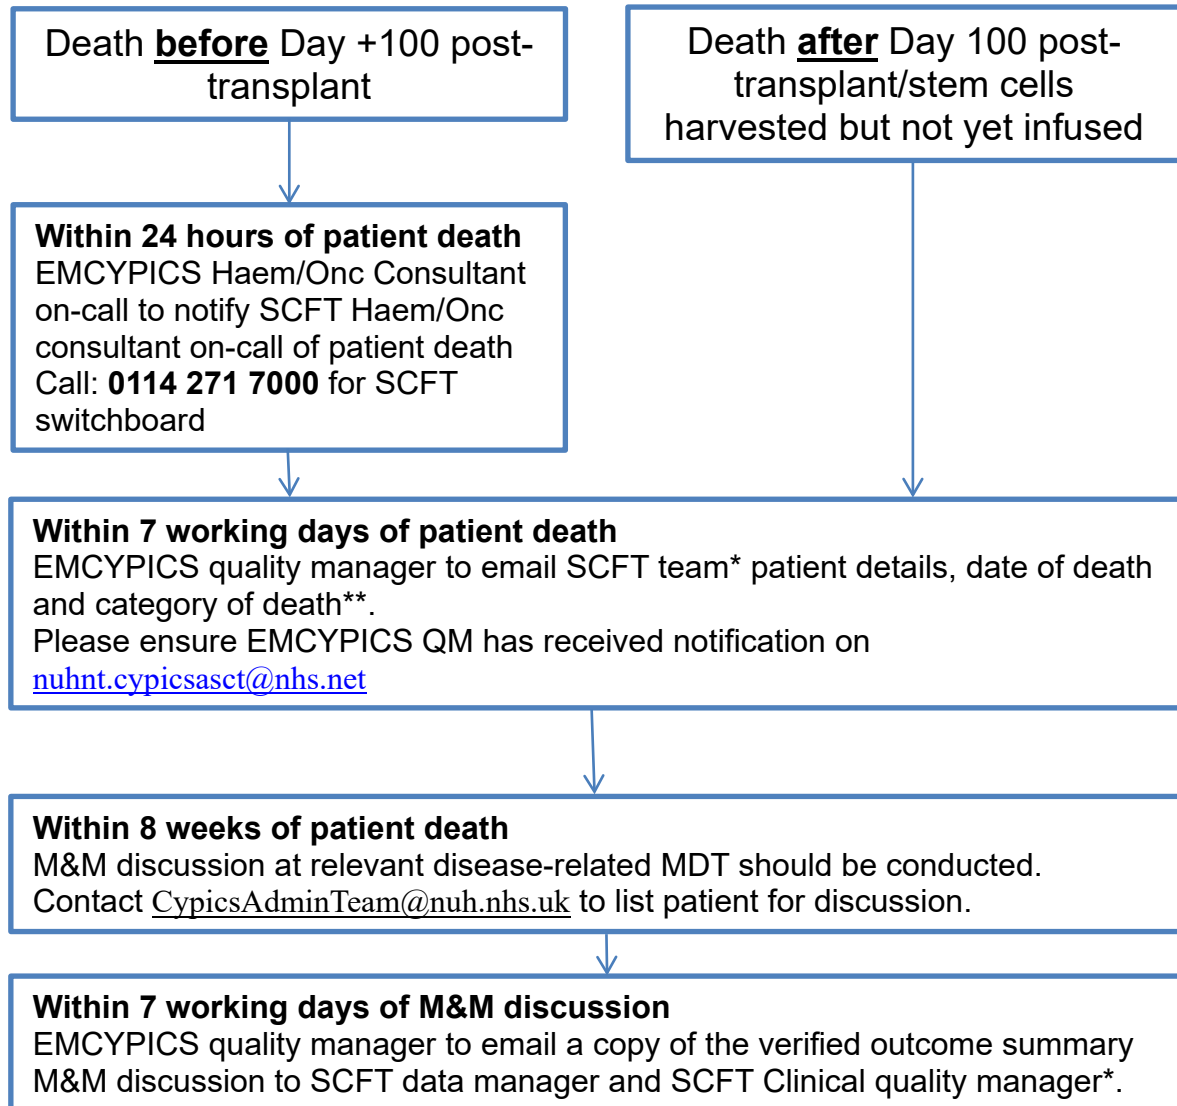 Death before Day +100 post-
transplant
Death after Day 100 post-
transplant/stem cells
harvested but not yet infused
Within 24 hours of patient death
EMCYPICS Haem/Onc Consultant
on-call to notify SCFT Haem/Onc
consultant on-call of patient death
Call: 0114 271 7000 for SCFT
switchboard
Within 7 working days of patient death
EMCYPICS quality manager to email SCFT team* patient details, date of death
and category of death**.
Please ensure EMCYPICS QM has received notification on
nuhnt.cypicsasct@nhs.net
Within 8 weeks of patient death
M&M discussion at relevant disease-related MDT should be conducted.
Contact CypicsAdminTeam@nuh.nhs.uk to list patient for discussion.
Within 7 working days of M&M discussion
EMCYPICS quality manager to email a copy of the verified outcome summary
M&M discussion to SCFT data manager and SCFT Clinical quality manager*.